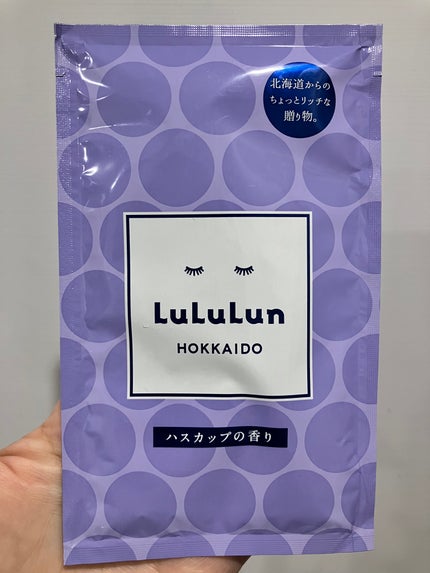 北海道からの
ちょっとリッチな
贈り物。
LuLuLun
HOKKAIDO
ハスカップの香り